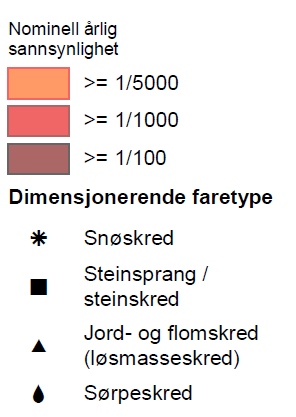 Nominell årlig
sannsynlighet
>= 1/5000
>= 1/1000
>= 1/100
Dimensjonerende faretype
Snøskred
Steinsprang /
steinskred
Jord- og flomskred
(løsmasseskred)
Sørpeskred